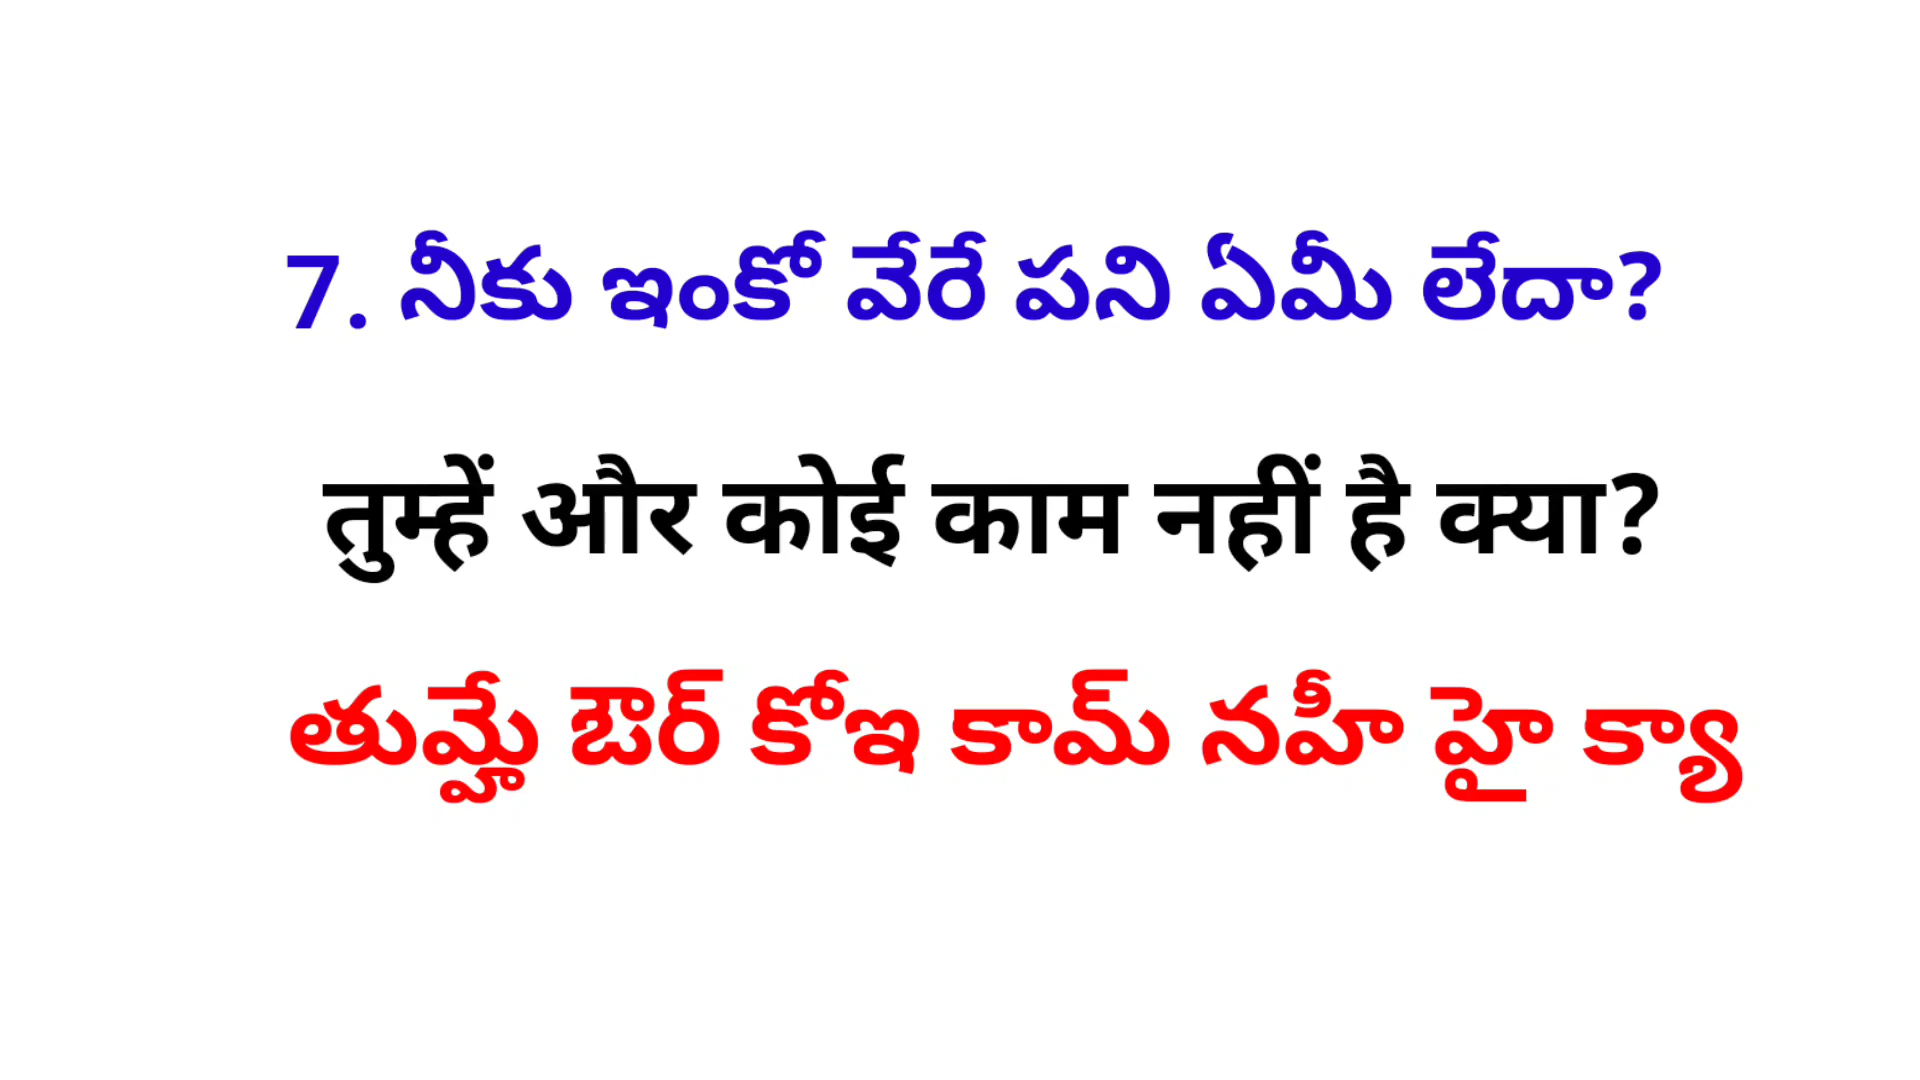 7. నీకు ఇంకో వేరే పని ఏమీ లేదా?
तुम्हें और कोई काम नहीं है क्या?
తుమ్హే ఔర్ కోఇ కామ్ నహీ హై క్యా